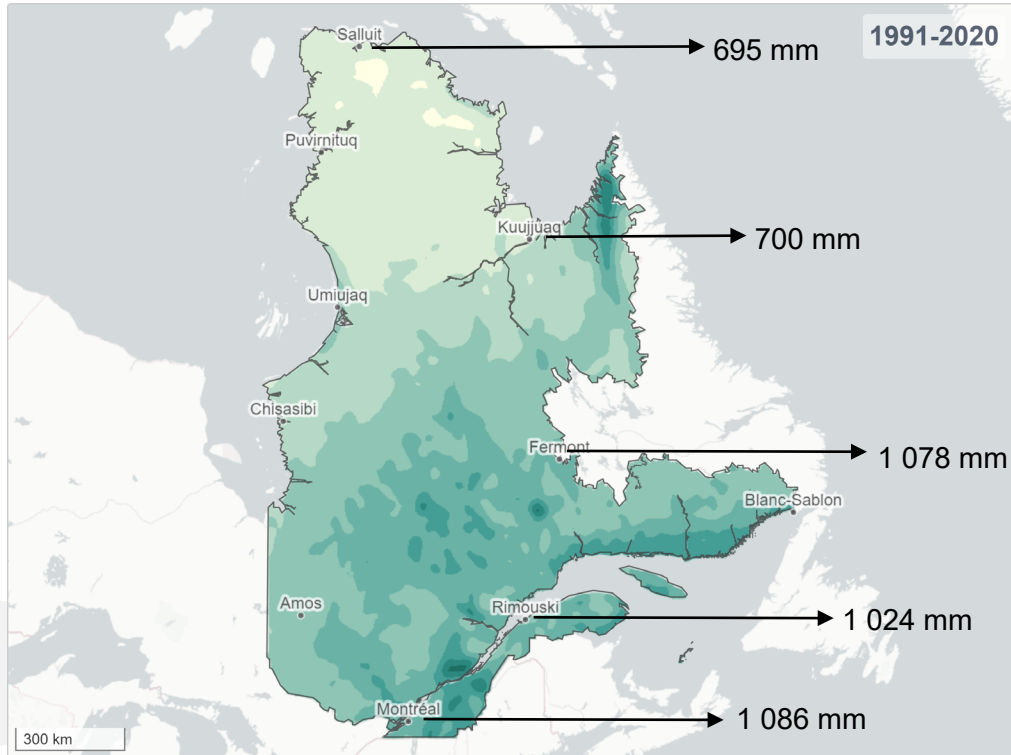 Salluit
695 mm
1991-2020
Puvirnituq
Kuujjuaq
700 mm
Umiujaq
Chisasibi
Fermont
1 078 mm
Blanc-Sablon
Amos
Rimouski
1 024 mm
Montréal
1 086 mm
300 km